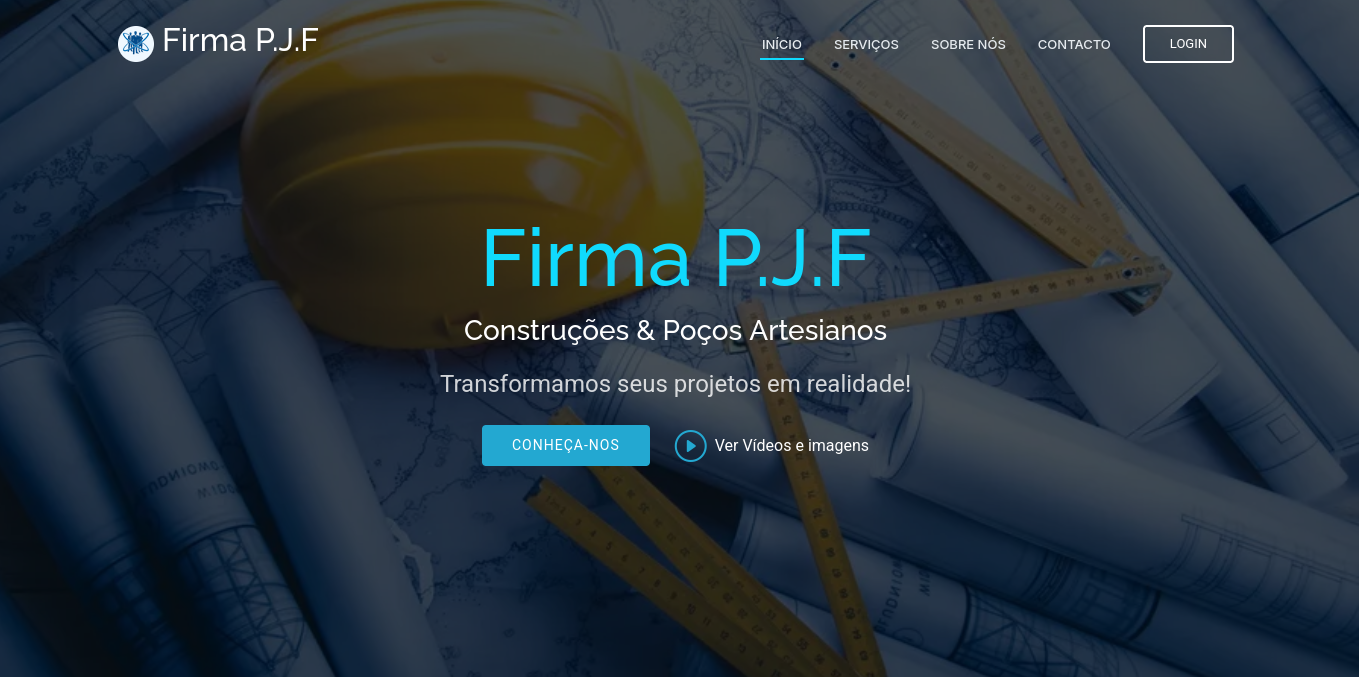 Firma P.J.F
INÍCIO SERVIÇOS SOBRE NÓS CONTACTO LOGIN
Firma P.J.F
Construções & Poços Artesianos
Transformamos seus projetos em realidade!
CONHEÇA-NOS Ver Vídeos e imagens